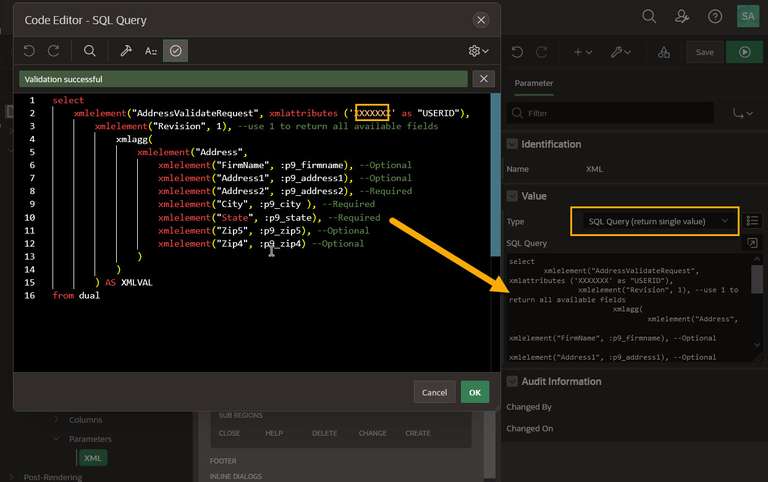 Code Editor - SQL Query
SA
Save
Validation successful
Parameter
Filter
1 select
2 xmlelement("AddressValidateRequest", xmlattributes ('XXXXXXX' as "USERID"),
3 xmlelement("Revision", 1), --use 1 to return all available fields
4 xmlagg(
5 xmlelement("Address",
6 xmlelement("FirmName", :p9_firmname), --Optional
7 xmlelement("Address1", :p9_address1), --Optional
8 xmlelement("Address2", :p9_address2), --Required
9 xmlelement("City", :p9_city ), --Required
10 xmlelement("State", :p9_state), --Required
11 xmlelement("Zip5", :p9_zip5), --Optional
12 xmlelement("Zip4", :p9_zip4) --Optional
13 )
14 )
15 ) AS XMLVAL
16 from dual
Cancel
OK
Identification
Name XML
Value
Type SQL Query (return single value)
SQL Query
select
xmlelement("AddressValidateRequest",
xmlattributes ('XXXXXXX' as "USERID"),
xmlelement("Revision", 1), --use 1 to
return all available fields
xmlagg(
xmlelement("Address",
xmlelement("FirmName", :p9_firmname), --Optional
xmlelement("Address1", :p9_address1), --Optional
Audit Information
Changed By
Changed On
Columns
Parameters
XML
Post-Rendering
SUB REGIONS
CLOSE HELP DELETE CHANGE CREATE
FOOTER
INLINE DIALOGS